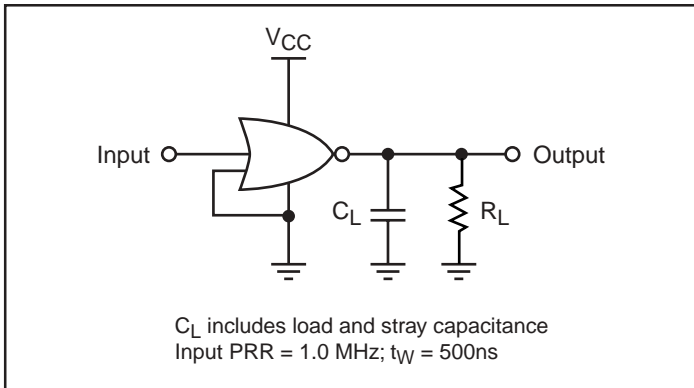 VCC
Input
Output
CL
RL
CL includes load and stray capacitance
Input PRR = 1.0 MHz; tW = 500ns